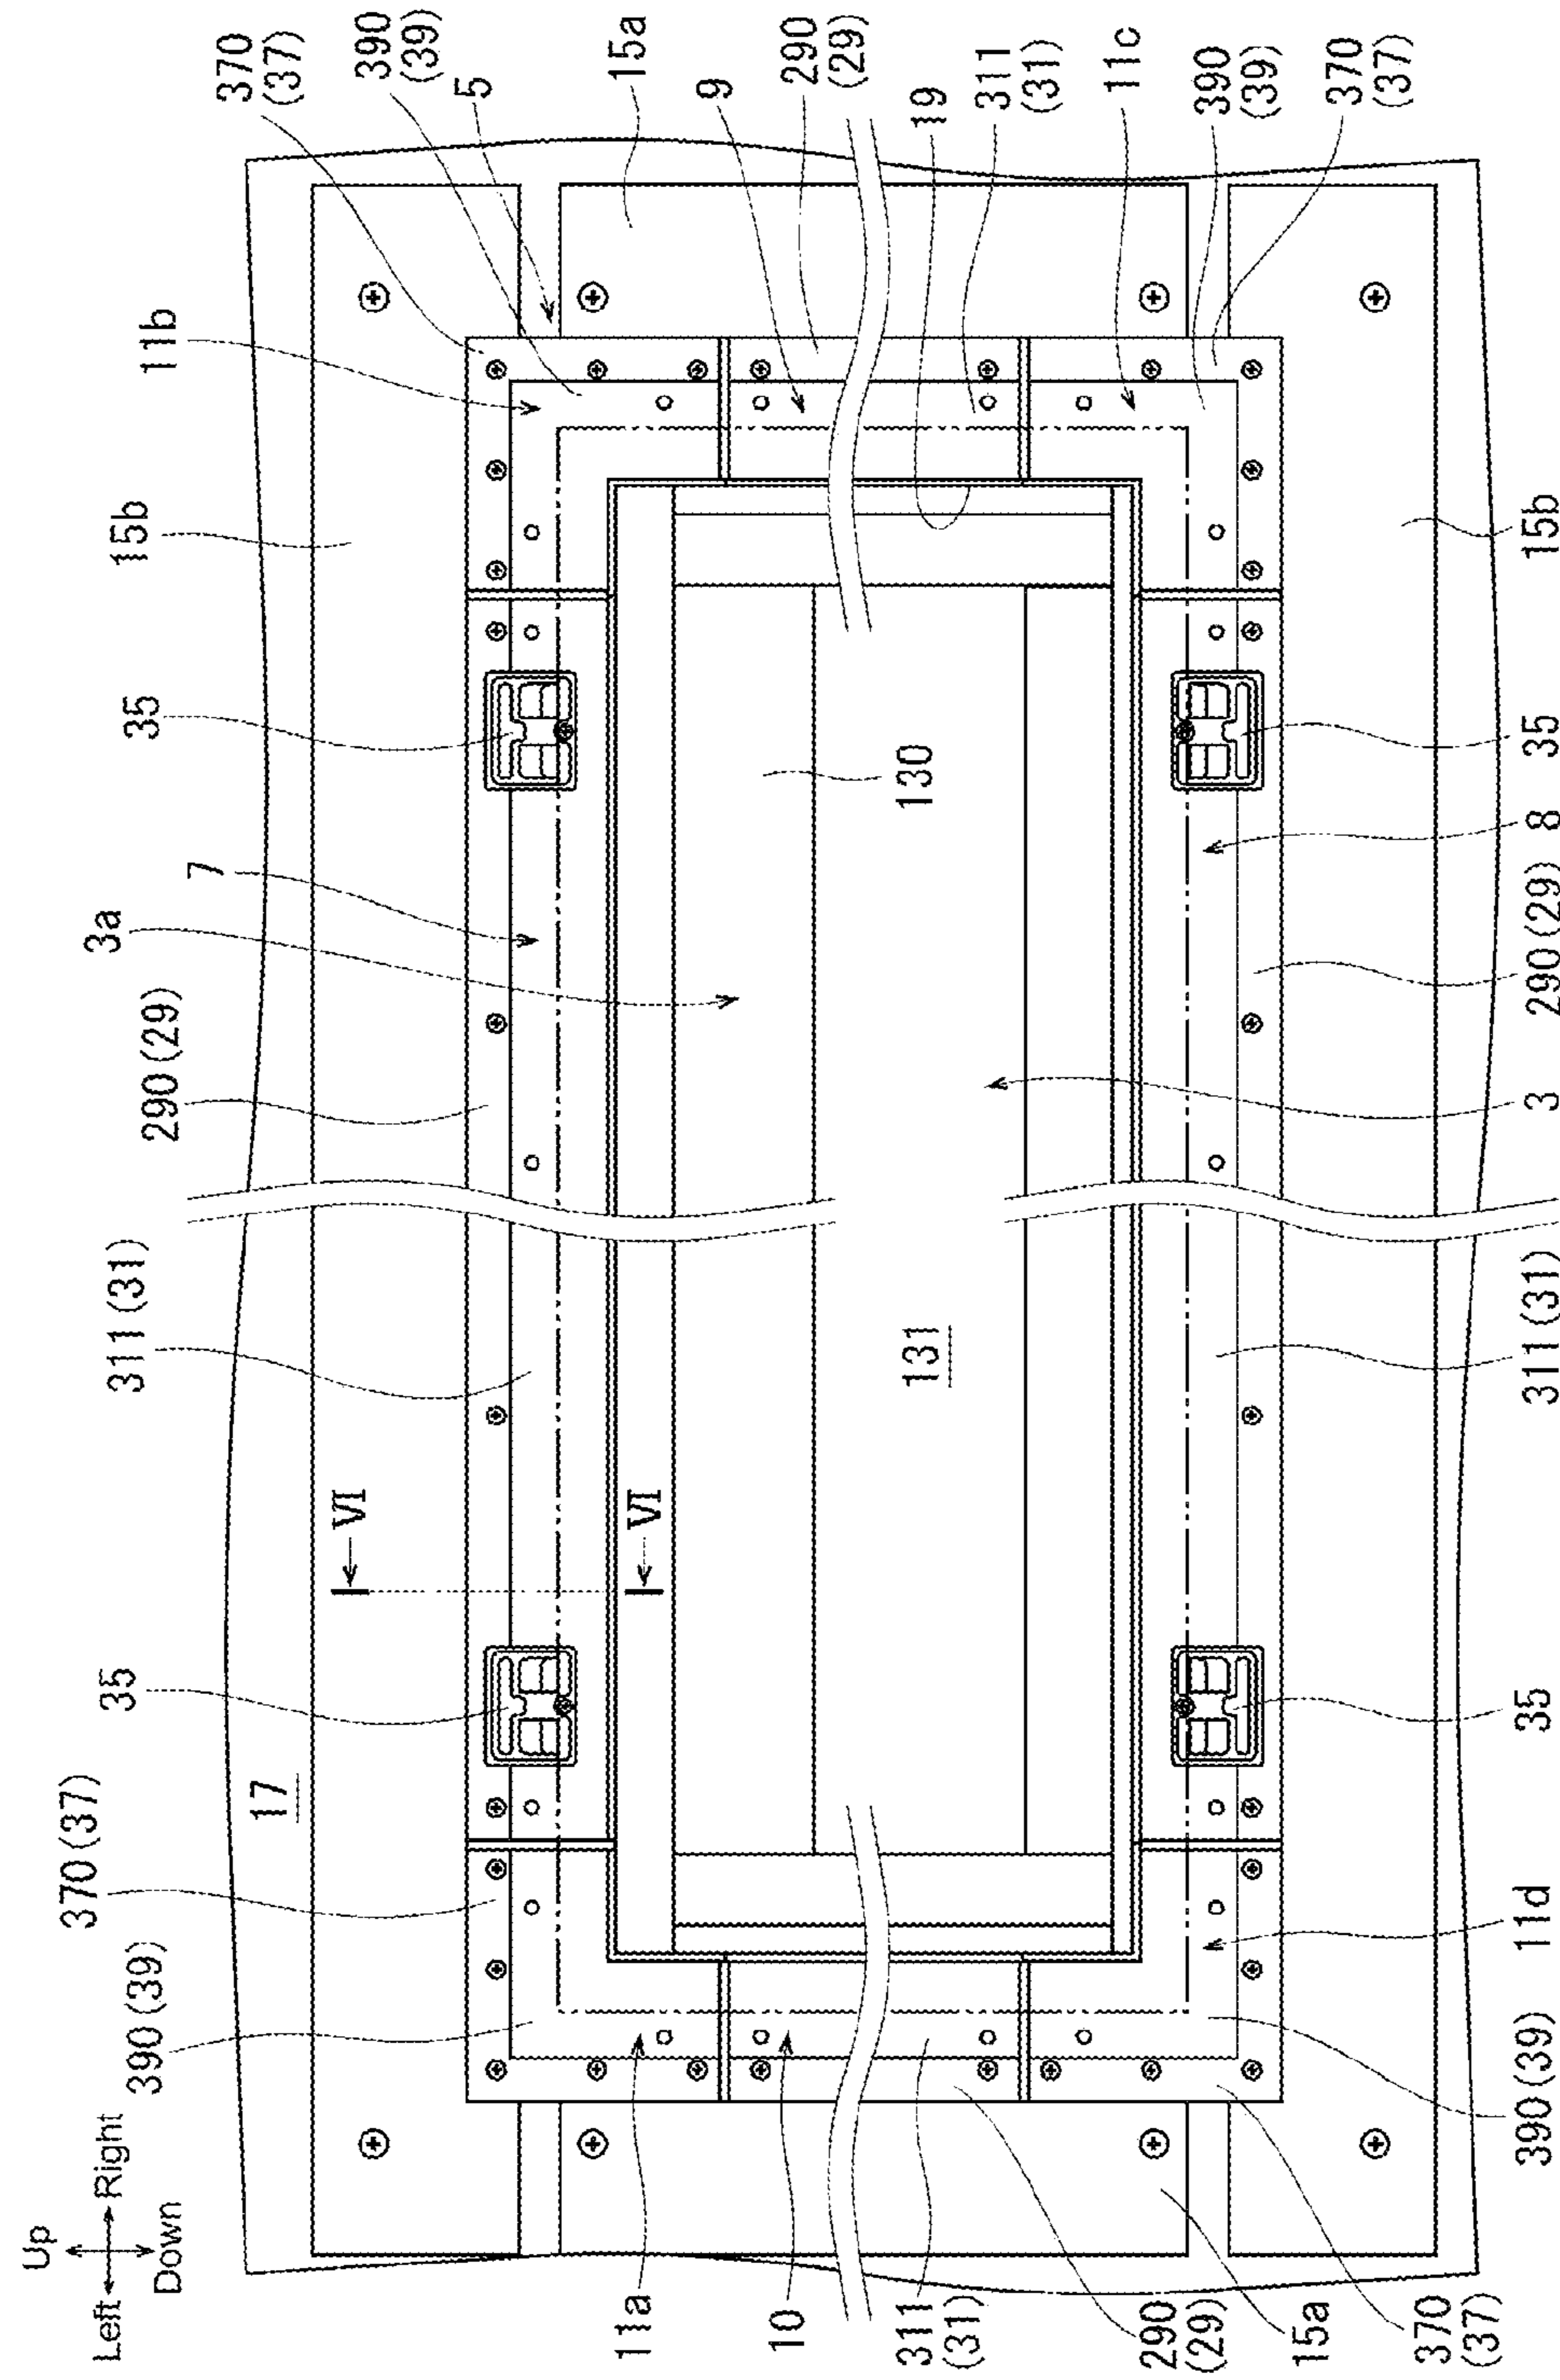 Up
Left
Right
Down
390 (39)
370 (37)
35
311 (31)
290 (29)
3a
7
35
15b
11b
370
(37)
390
(39)
5
15a
17
VI
VI
9
290
(29)
19
311
(31)
130
131
11c
390
(39)
370
(37)
11a
10
311
(31)
290
(29)
15a
370
(37)
390 (39)
11d
35
311 (31)
3
290 (29)
8
35
15b